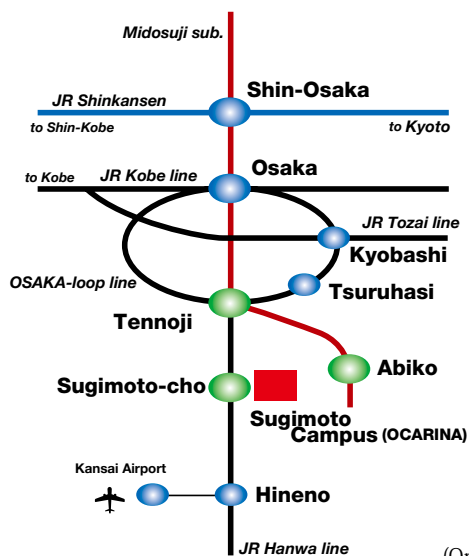 Midosuji sub.
Shin-Osaka
JR Shinkansen
to Shin-Kobe
to Kyoto
Osaka
to Kobe
JR Kobe line
JR Tozai line
Kyobashi
OSAKA-loop line
Tsuruhasi
Tennoji
Abiko
Sugimoto-cho
Sugimoto
Campus (OCARINA)
Kansai Airport
Hineno
JR Hanwa line